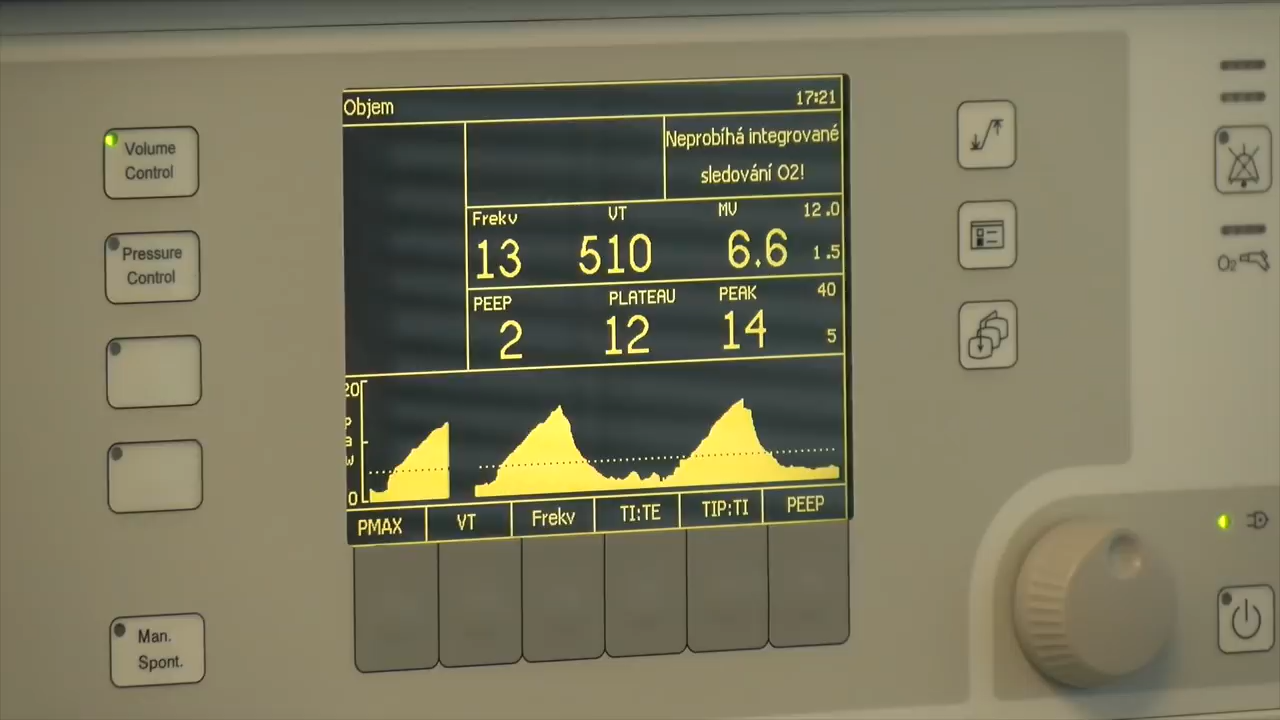 Objem 17:21
Neprobíhá integrované
sledování O2!
Frekv VT MV 12.0
13 510 6.6 1.5
PEEP PLATEAU PEAK 40
2 12 14 5
20
Paw
0
PMAX VT Frekv TI:TE TIP:TI PEEP
Volume
Control
Pressure
Control
Man.
Spont.
O2